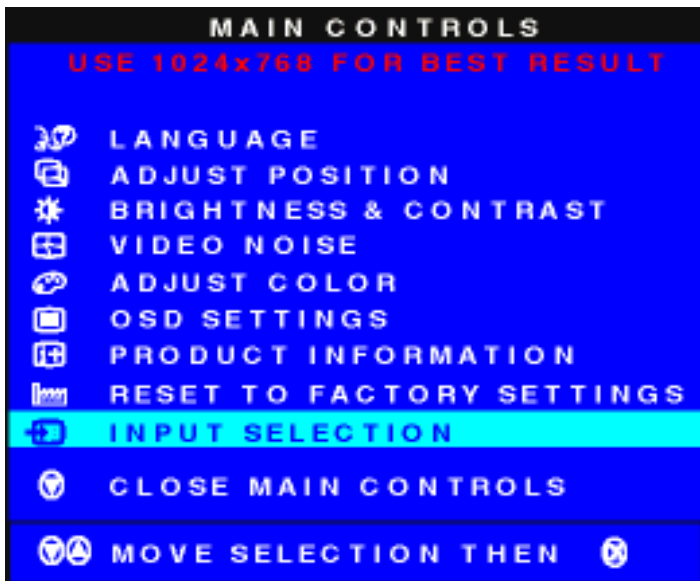 MAIN CONTROLS
USE 1024x768 FOR BEST RESULT
LANGUAGE
ADJUST POSITION
BRIGHTNESS & CONTRAST
VIDEO NOISE
ADJUST COLOR
OSD SETTINGS
PRODUCT INFORMATION
RESET TO FACTORY SETTINGS
INPUT SELECTION
CLOSE MAIN CONTROLS
MOVE SELECTION THEN